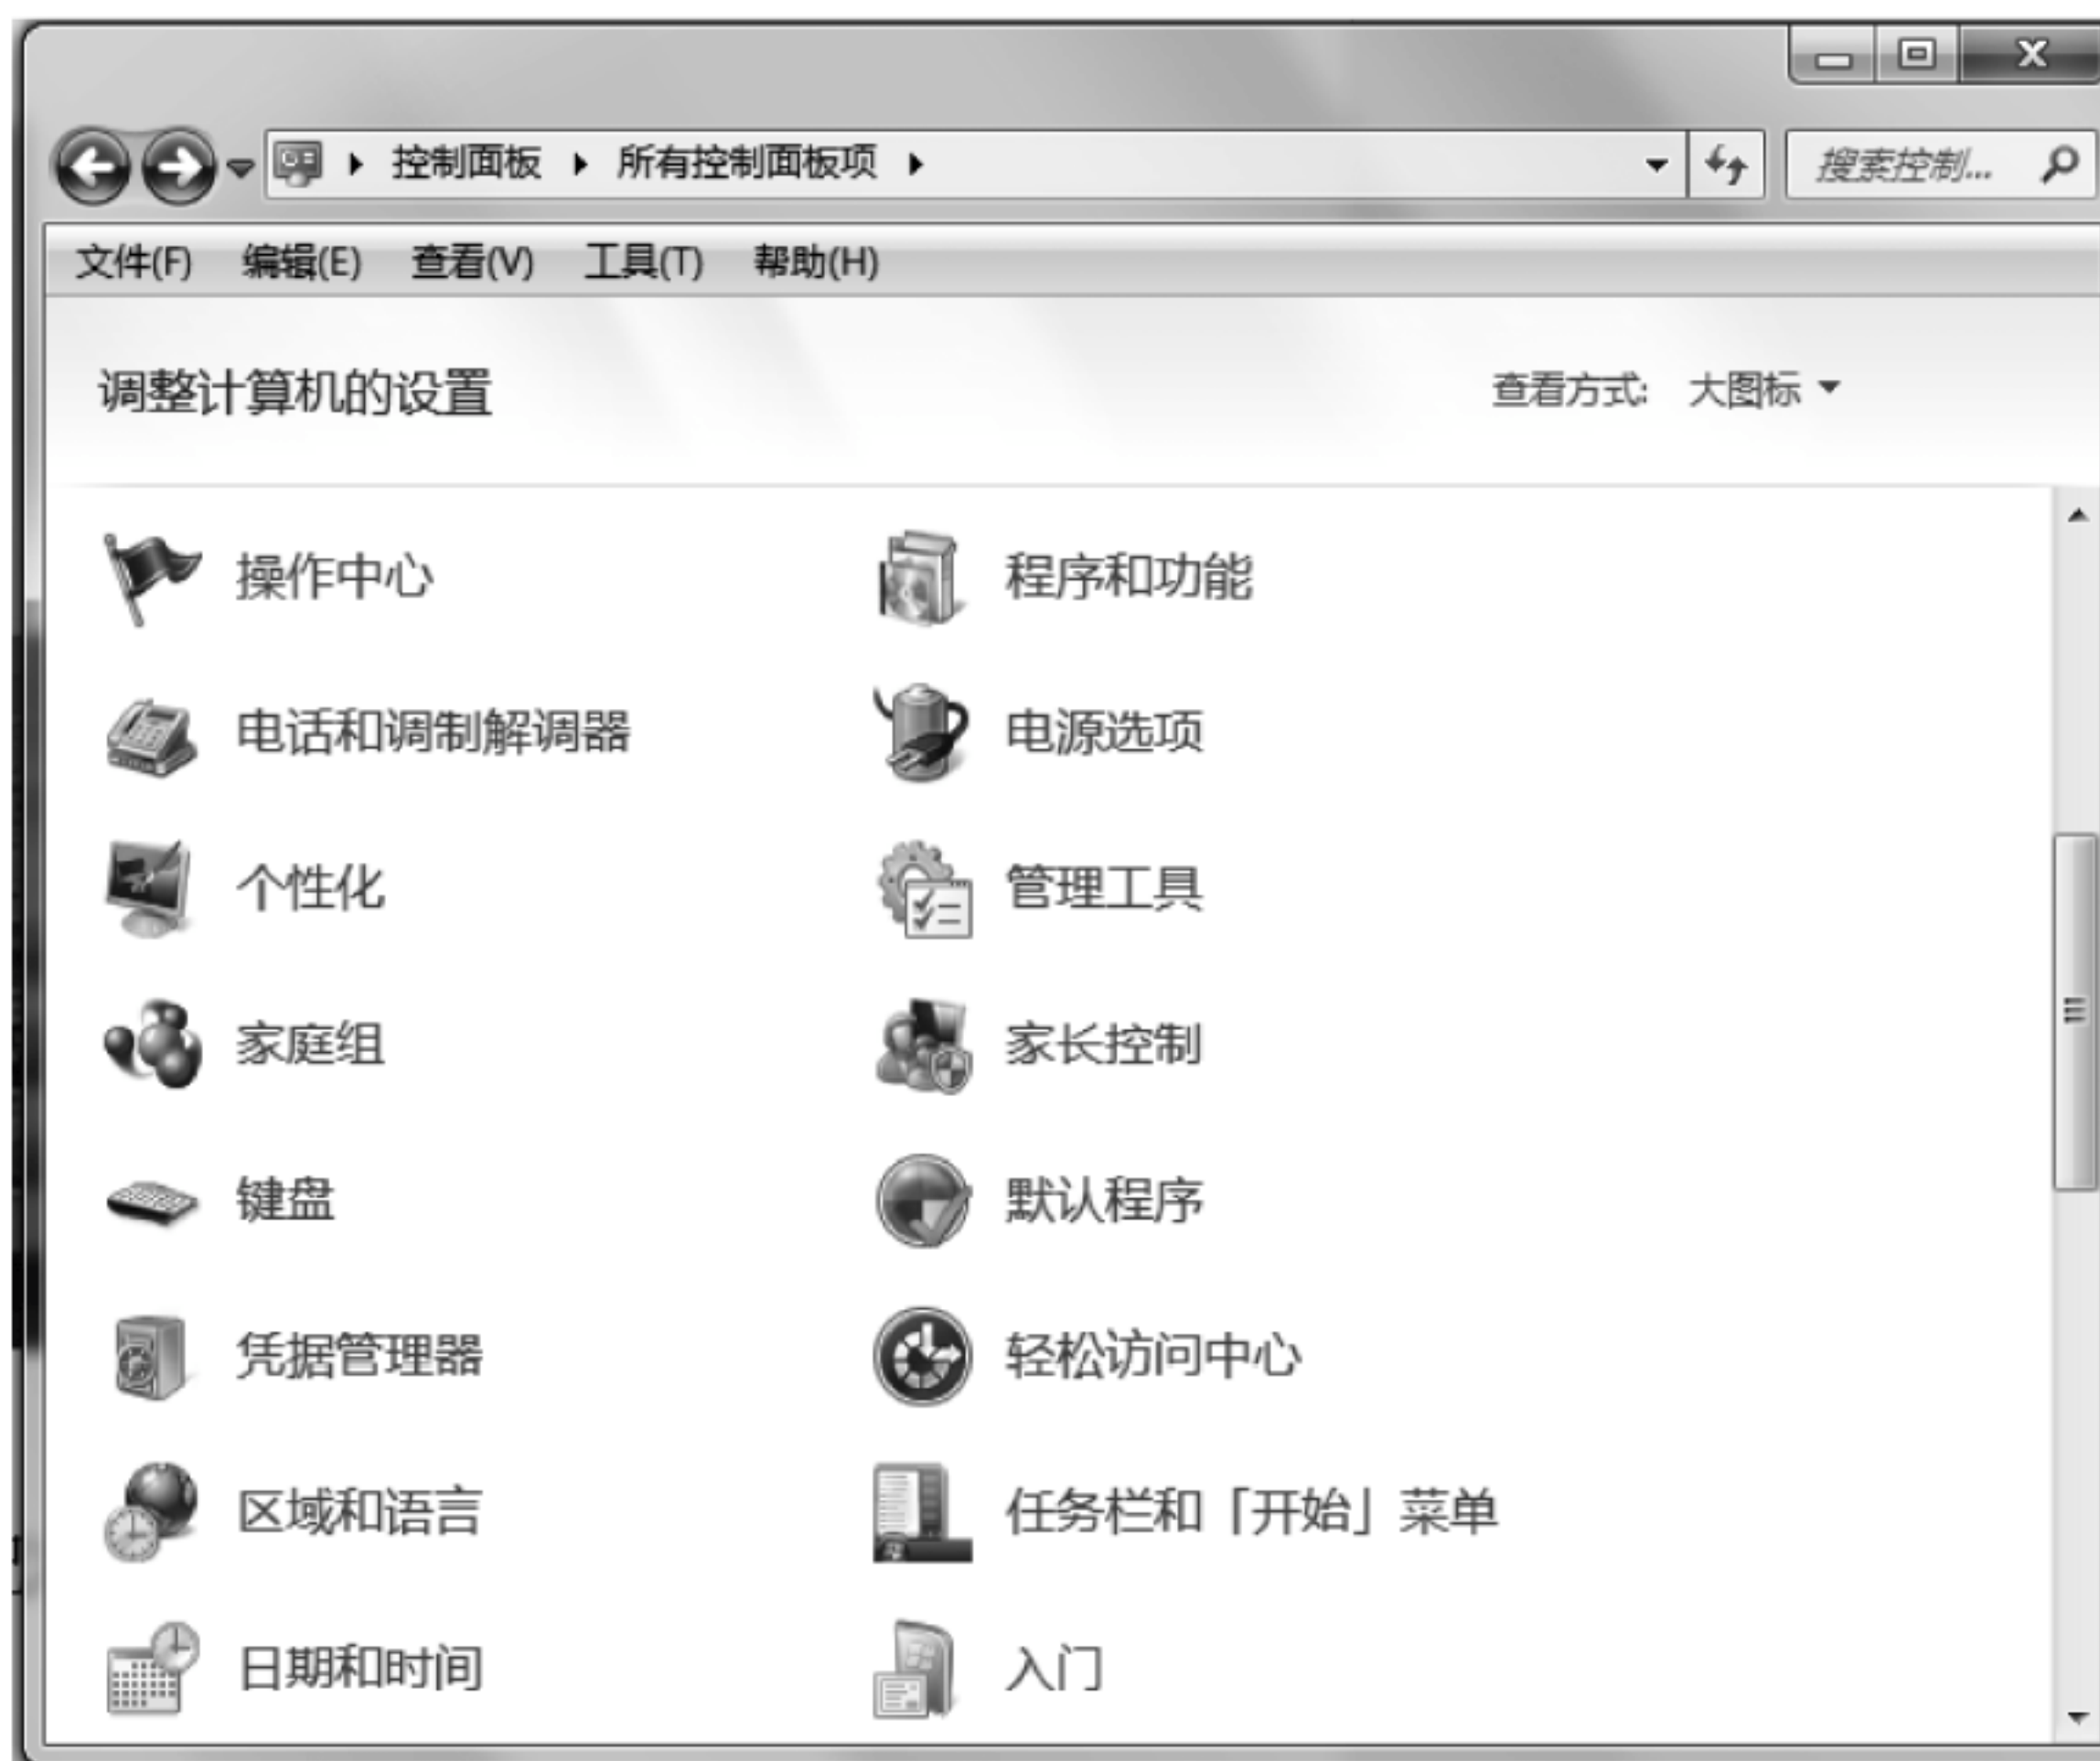 控制面板 所有控制面板项 搜索控制...
文件(F) 编辑(E) 查看(V) 工具(T) 帮助(H)
调整计算机的设置 查看方式: 大图标
操作中心 程序和功能
电话和调制解调器 电源选项
个性化 管理工具
家庭组 家长控制
键盘 默认程序
凭据管理器 轻松访问中心
区域和语言 任务栏和「开始」菜单
日期和时间 入门